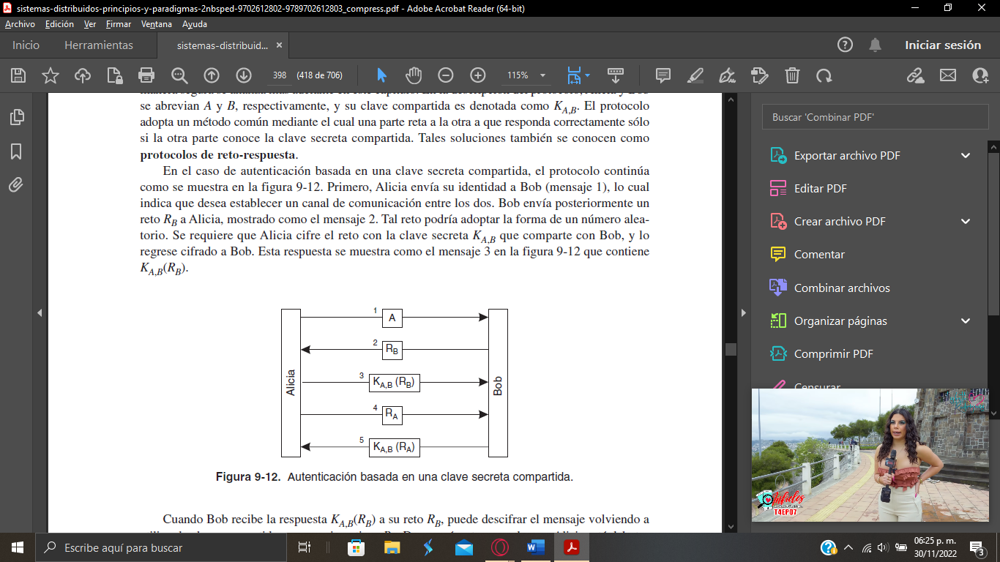 sistemas-distribuidos-principios-y-paradigmas-2nbsped-9702612802-9789702612803_compress.pdf - Adobe Acrobat Reader (64-bit)
Archivo Edición Ver Firmar Ventana Ayuda
Inicio Herramientas sistemas-distribuid... × Iniciar sesión
398 (418 de 706) 115%
se abrevian A y B, respectivamente, y su clave compartida es denotada como K_A,B. El protocolo
adopta un método común mediante el cual una parte reta a la otra a que responda correctamente sólo
si la otra parte conoce la clave secreta compartida. Tales soluciones también se conocen como
protocolos de reto-respuesta.
En el caso de autenticación basada en una clave secreta compartida, el protocolo continúa
como se muestra en la figura 9-12. Primero, Alicia envía su identidad a Bob (mensaje 1), lo cual
indica que desea establecer un canal de comunicación entre los dos. Bob envía posteriormente un
reto R_B a Alicia, mostrado como el mensaje 2. Tal reto podría adoptar la forma de un número alea-
torio. Se requiere que Alicia cifre el reto con la clave secreta K_A,B que comparte con Bob, y lo
regrese cifrado a Bob. Esta respuesta se muestra como el mensaje 3 en la figura 9-12 que contiene
K_A,B(R_B).
Alicia
1 A
2 R_B
3 K_A,B (R_B)
4 R_A
5 K_A,B (R_A)
Bob
Figura 9-12. Autenticación basada en una clave secreta compartida.
Cuando Bob recibe la respuesta K_A,B(R_B) a su reto R_B, puede descifrar el mensaje volviendo a
Buscar 'Combinar PDF'
Exportar archivo PDF
Editar PDF
Crear archivo PDF
Comentar
Combinar archivos
Organizar páginas
Comprimir PDF
Censurar
T4EP07
Escribe aquí para buscar
06:25 p. m.
30/11/2022
3